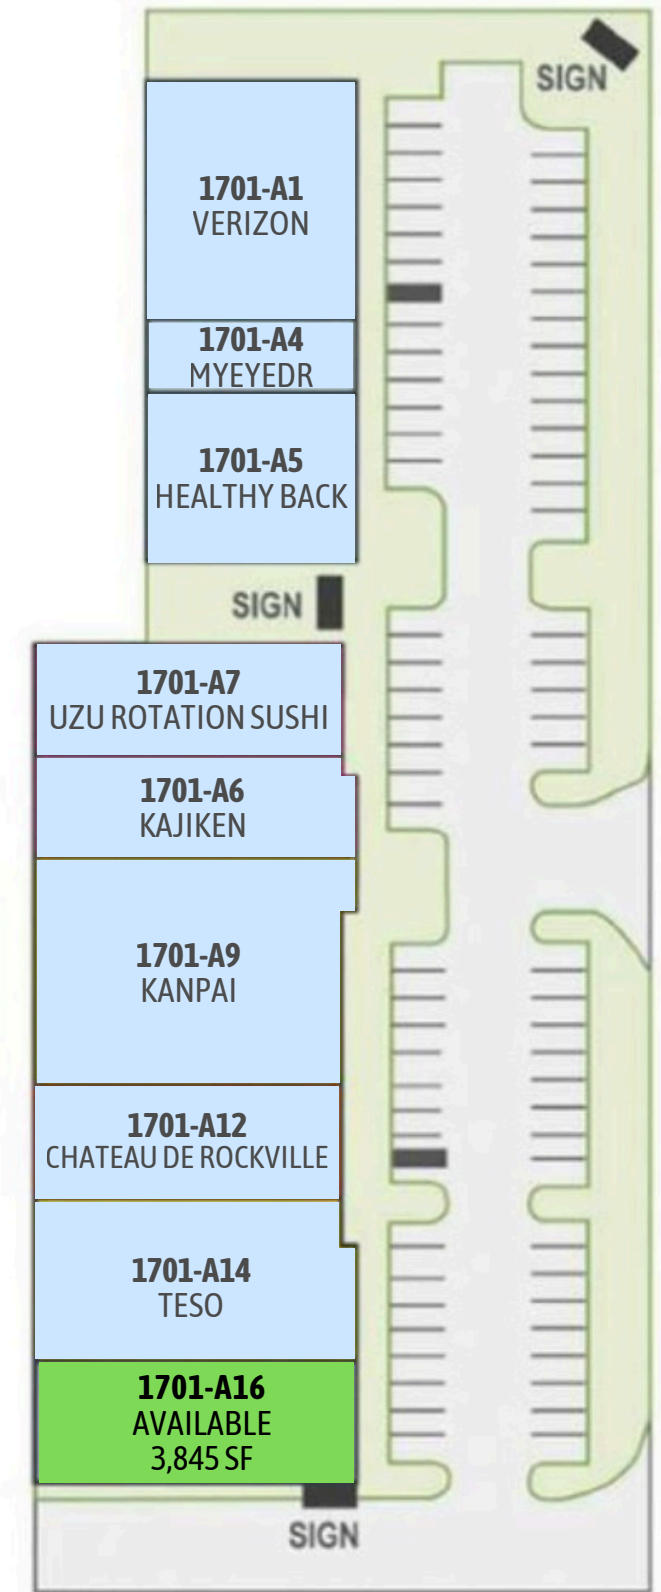 SIGN
1701-A1
VERIZON
1701-A4
MYEYEDR
1701-A5
HEALTHY BACK
SIGN
1701-A7
UZU ROTATION SUSHI
1701-A6
KAJIKEN
1701-A9
KANPAI
1701-A12
CHATEAU DE ROCKVILLE
1701-A14
TESO
1701-A16
AVAILABLE
3,845 SF
SIGN